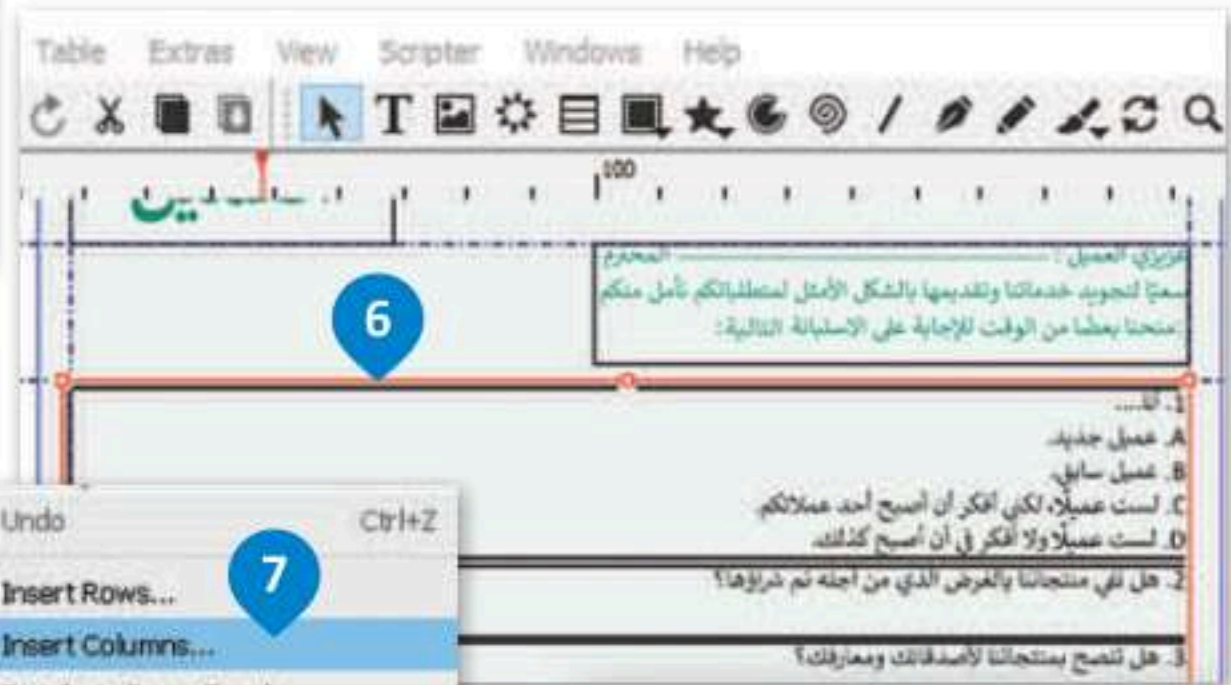 Table Extras View Scripter Windows Help
100
عزيزي العميل : المحترم
سعيًا لتجويد خدماتنا وتقديمها بالشكل الأمثل لمتطلباتكم نأمل منكم
منحنا بعضًا من الوقت للإجابة على الاستبانة التالية:
6
1. أنا....
A. عميل جديد.
B. عميل سابق.
C. لست عميلًا، لكني أفكر أن أصبح أحد عملائكم.
D. لست عميلًا ولا أفكر في أن أصبح كذلك.
2. هل تفي منتجاتنا بالغرض الذي من أجله تم شراؤها؟
3. هل تنصح بمنتجاتنا لأصدقائك ومعارفك؟
Undo Ctrl+Z
7
Insert Rows...
Insert Columns...